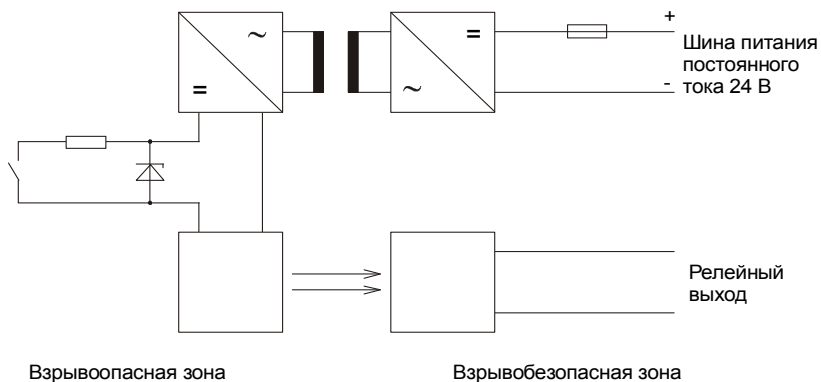 ~
=
=
~
+
-
Шина питания
постоянного
тока 24 В
Релейный
выход
Взрывоопасная зона
Взрывобезопасная зона